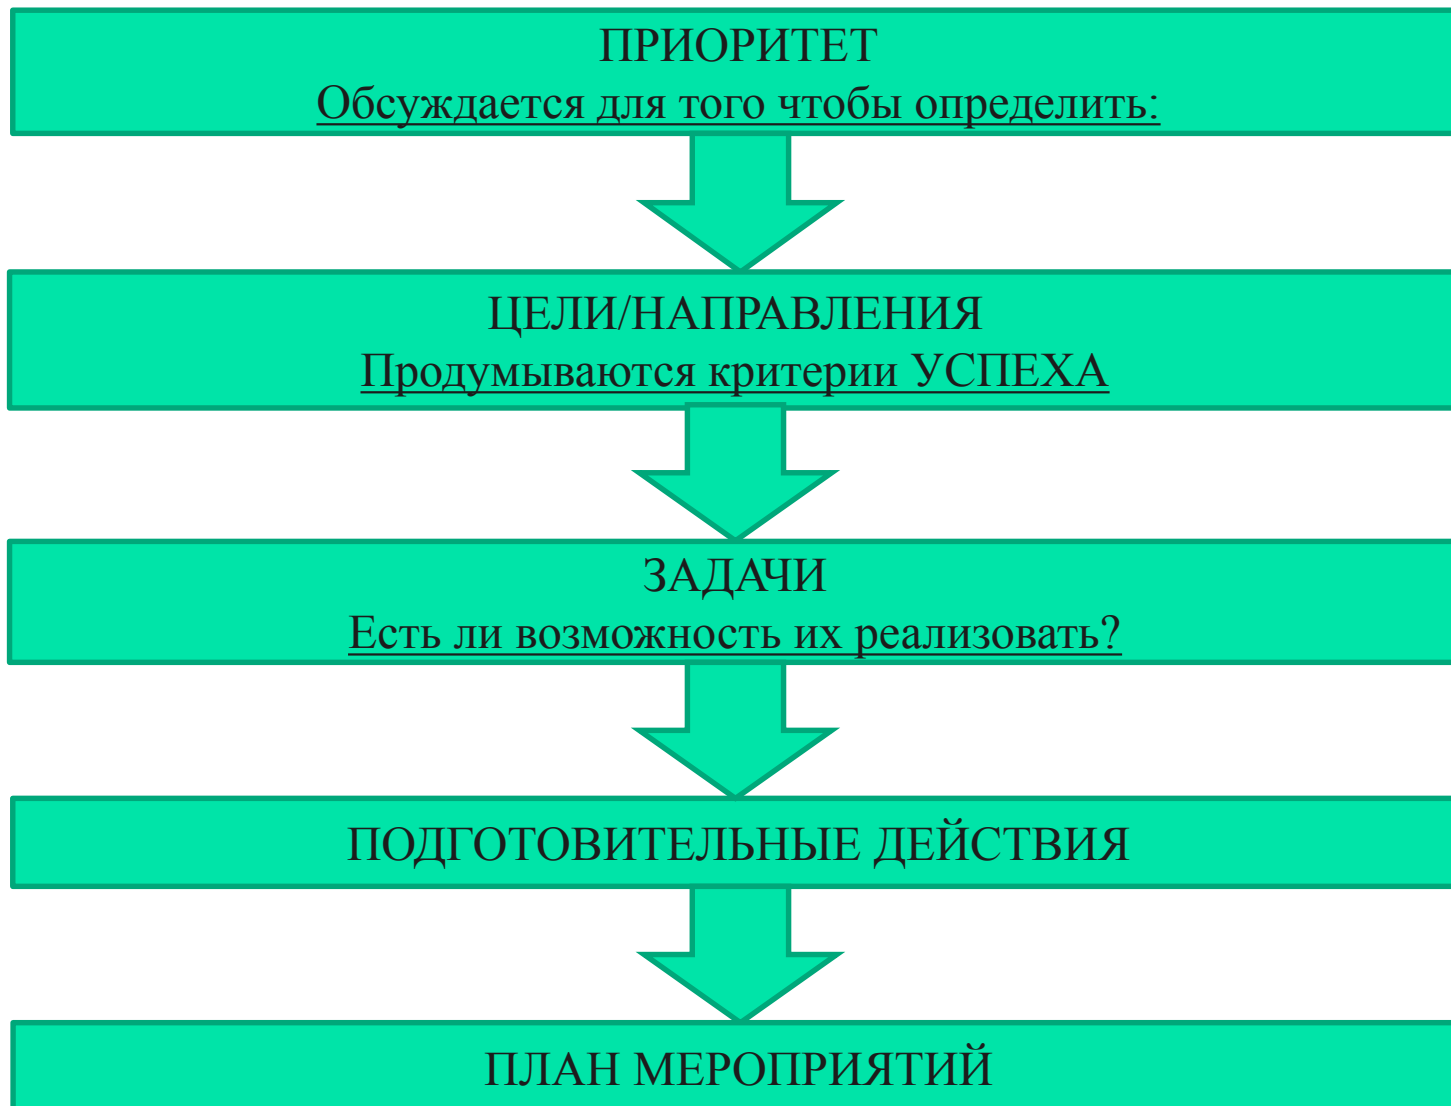 ПРИОРИТЕТ
Обсуждается для того чтобы определить:
ЦЕЛИ/НАПРАВЛЕНИЯ
Продумываются критерии УСПЕХА
ЗАДАЧИ
Есть ли возможность их реализовать?
ПОДГОТОВИТЕЛЬНЫЕ ДЕЙСТВИЯ
ПЛАН МЕРОПРИЯТИЙ